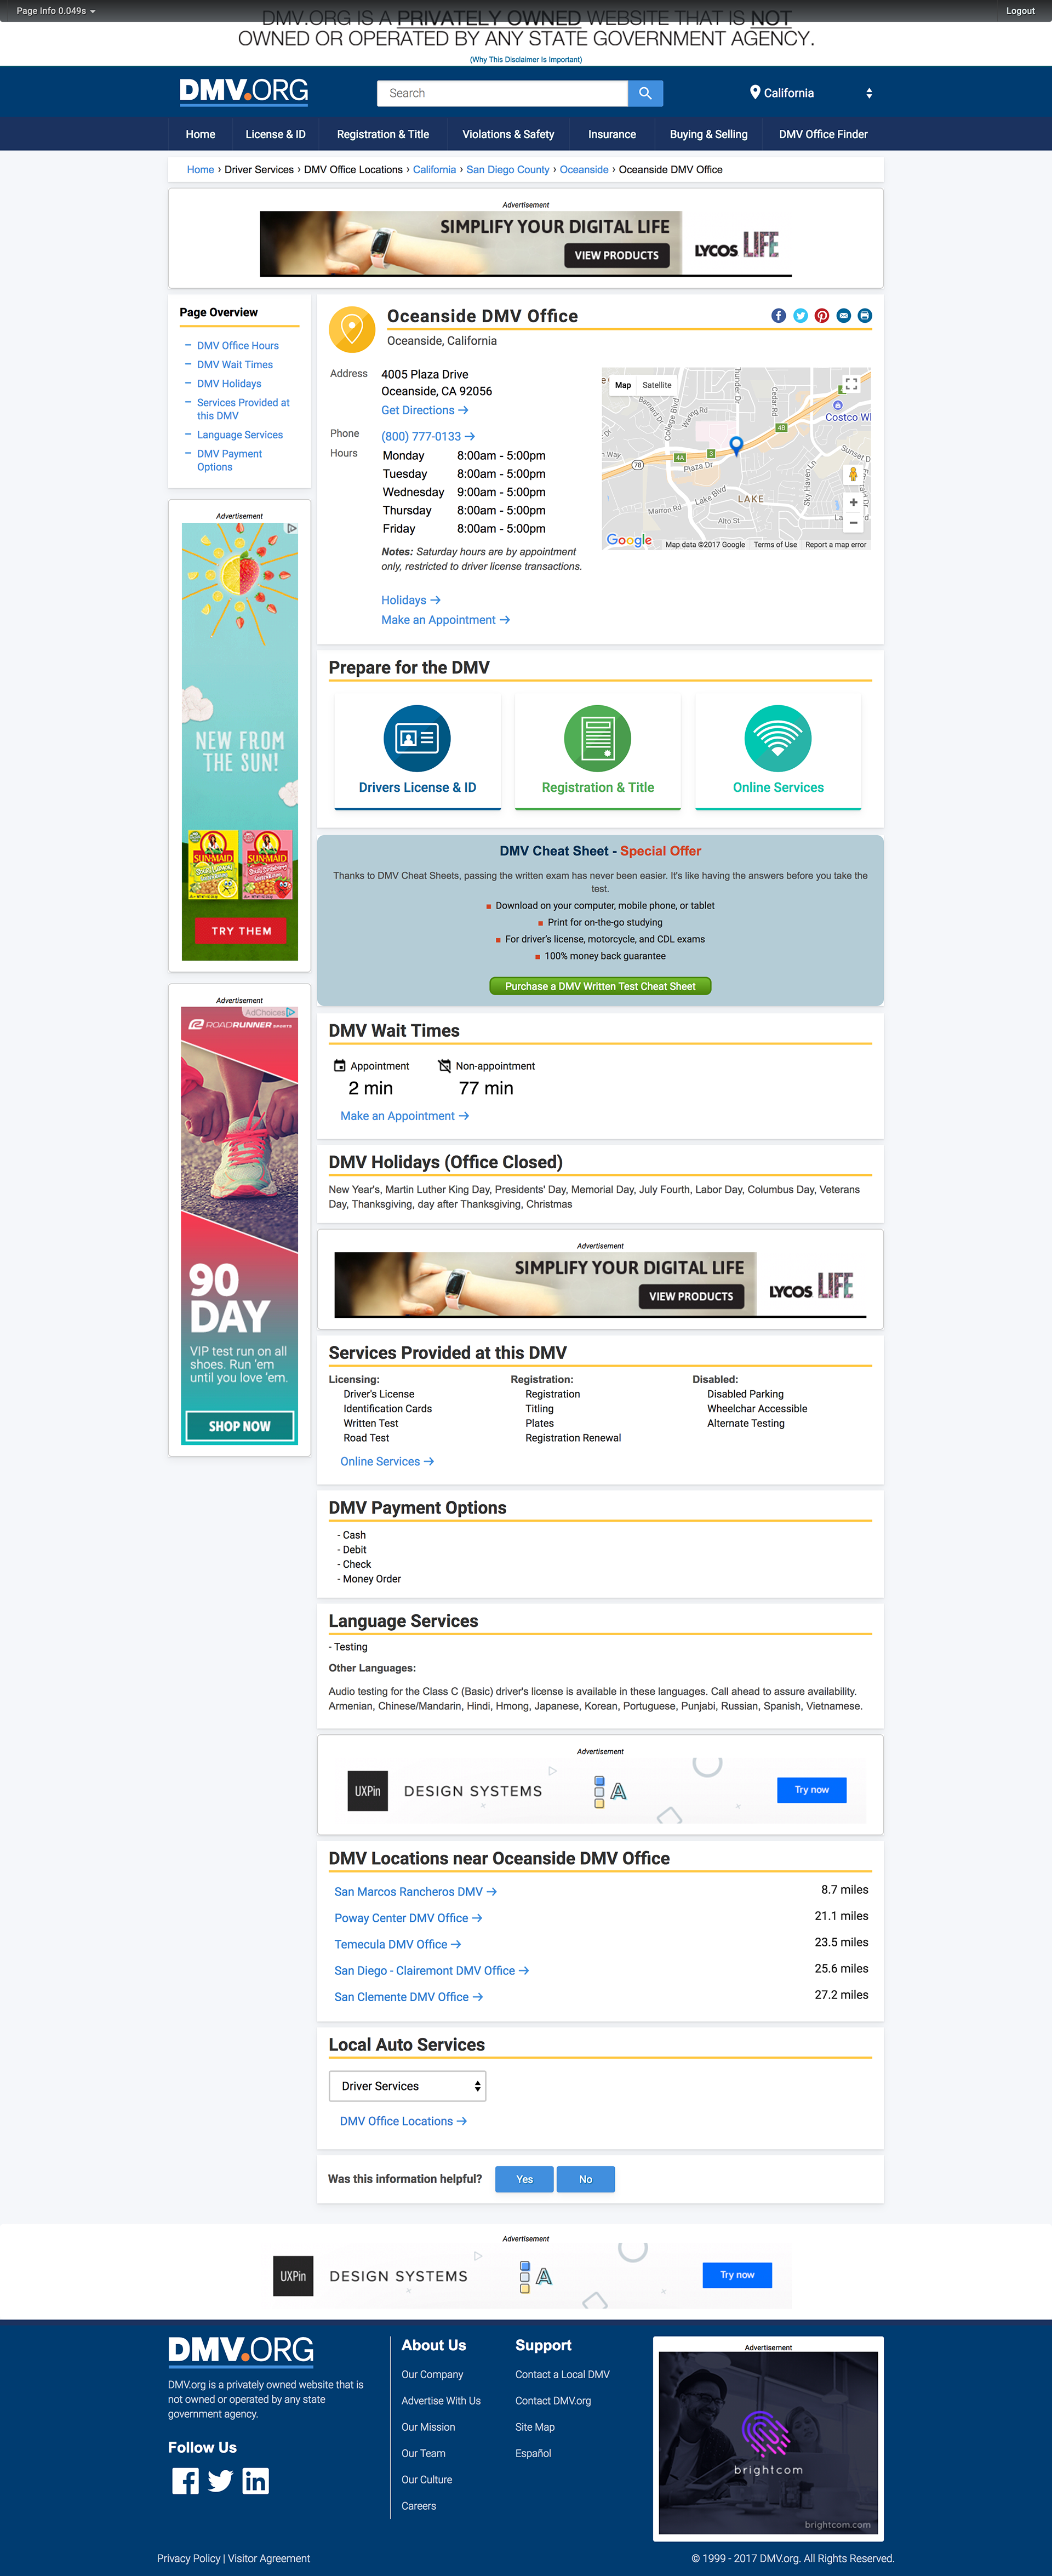 Page Info 0.049s
Logout
DMV.ORG IS A PRIVATELY OWNED WEBSITE THAT IS NOT
OWNED OR OPERATED BY ANY STATE GOVERNMENT AGENCY.
(Why This Disclaimer Is Important)
DMV.ORG
Search
California
Home License & ID Registration & Title Violations & Safety Insurance Buying & Selling DMV Office Finder
Home › Driver Services › DMV Office Locations › California › San Diego County › Oceanside › Oceanside DMV Office
Advertisement
SIMPLIFY YOUR DIGITAL LIFE
VIEW PRODUCTS
LYCOS LIFE
Page Overview
– DMV Office Hours
– DMV Wait Times
– DMV Holidays
– Services Provided at
this DMV
– Language Services
– DMV Payment
Options
Advertisement
NEW FROM
THE SUN!
SUN-MAID SUN-MAID
TRY THEM
Advertisement
AdChoices
ROADRUNNER SPORTS
90
DAY
VIP test run on all
shoes. Run 'em
until you love 'em.
SHOP NOW
Oceanside DMV Office
Oceanside, California
Address 4005 Plaza Drive
Oceanside, CA 92056
Get Directions →
Phone (800) 777-0133 →
Hours Monday 8:00am - 5:00pm
Tuesday 8:00am - 5:00pm
Wednesday 9:00am - 5:00pm
Thursday 8:00am - 5:00pm
Friday 8:00am - 5:00pm
Notes: Saturday hours are by appointment
only, restricted to driver license transactions.
Holidays →
Make an Appointment →
Map Satellite
Thunder Dr
Cedar Rd
Barnard Dr
College Blvd
Waring Rd
Costco Wh
4B
4A
3
78
Way
Plaza Dr
Sunset D
Sky Haven Ln
Lake Blvd
LAKE
Marron Rd
Alto St
Google
Map data ©2017 Google Terms of Use Report a map error
Prepare for the DMV
Drivers License & ID
Registration & Title
Online Services
DMV Cheat Sheet - Special Offer
Thanks to DMV Cheat Sheets, passing the written exam has never been easier. It's like having the answers before you take the
test.
Download on your computer, mobile phone, or tablet
Print for on-the-go studying
For driver's license, motorcycle, and CDL exams
100% money back guarantee
Purchase a DMV Written Test Cheat Sheet
DMV Wait Times
Appointment Non-appointment
2 min 77 min
Make an Appointment →
DMV Holidays (Office Closed)
New Year's, Martin Luther King Day, Presidents' Day, Memorial Day, July Fourth, Labor Day, Columbus Day, Veterans
Day, Thanksgiving, day after Thanksgiving, Christmas
Advertisement
SIMPLIFY YOUR DIGITAL LIFE
VIEW PRODUCTS
LYCOS LIFE
Services Provided at this DMV
Licensing:
Driver's License
Identification Cards
Written Test
Road Test
Registration:
Registration
Titling
Plates
Registration Renewal
Disabled:
Disabled Parking
Wheelchar Accessible
Alternate Testing
Online Services →
DMV Payment Options
- Cash
- Debit
- Check
- Money Order
Language Services
- Testing
Other Languages:
Audio testing for the Class C (Basic) driver's license is available in these languages. Call ahead to assure availability.
Armenian, Chinese/Mandarin, Hindi, Hmong, Japanese, Korean, Portuguese, Punjabi, Russian, Spanish, Vietnamese.
Advertisement
UXPin
DESIGN SYSTEMS
A
Try now
DMV Locations near Oceanside DMV Office
San Marcos Rancheros DMV → 8.7 miles
Poway Center DMV Office → 21.1 miles
Temecula DMV Office → 23.5 miles
San Diego - Clairemont DMV Office → 25.6 miles
San Clemente DMV Office → 27.2 miles
Local Auto Services
Driver Services
DMV Office Locations →
Was this information helpful? Yes No
Advertisement
UXPin
DESIGN SYSTEMS
A
Try now
DMV.ORG
DMV.org is a privately owned website that is
not owned or operated by any state
government agency.
Follow Us
About Us
Our Company
Advertise With Us
Our Mission
Our Team
Our Culture
Careers
Support
Contact a Local DMV
Contact DMV.org
Site Map
Español
Advertisement
brightcom
brightcom.com
Privacy Policy | Visitor Agreement
© 1999 - 2017 DMV.org. All Rights Reserved.